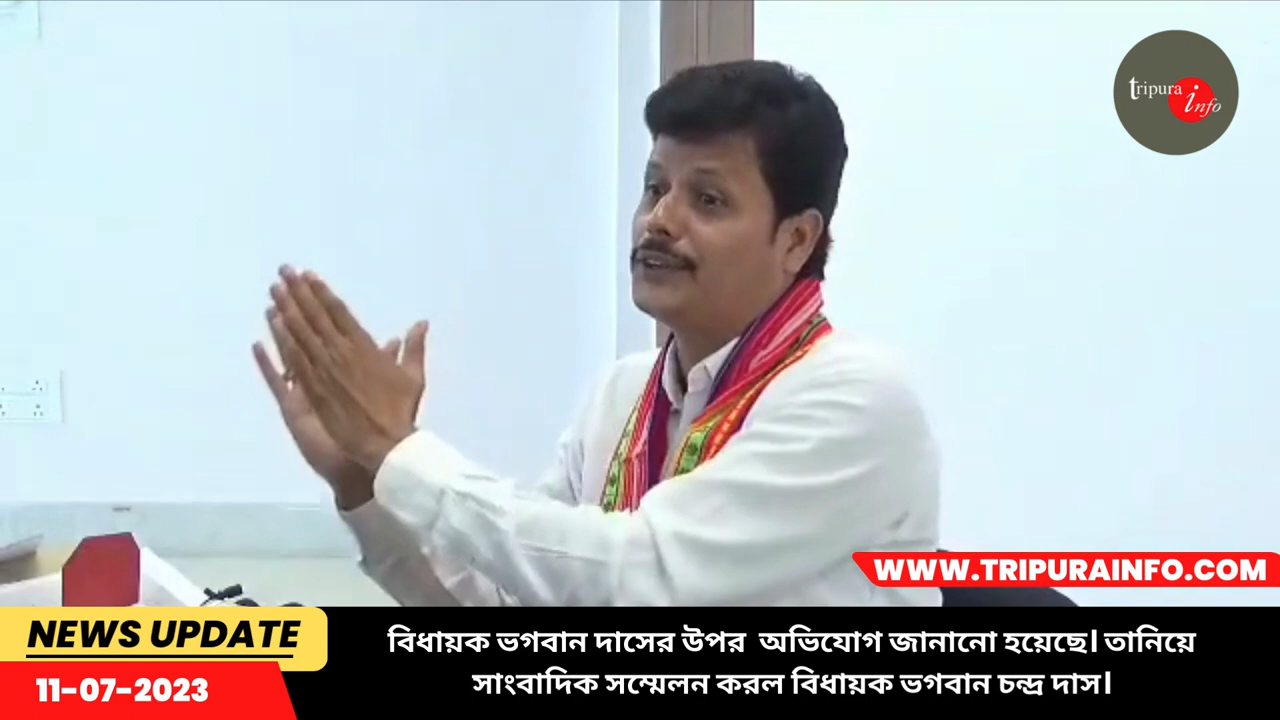 tripura
info
WWW.TRIPURAINFO.COM
NEWS UPDATE
বিধায়ক ভগবান দাসের উপর অভিযোগ জানানো হয়েছে। তানিয়ে
11-07-2023
সাংবাদিক সম্মেলন করল বিধায়ক ভগবান চন্দ্র দাস।